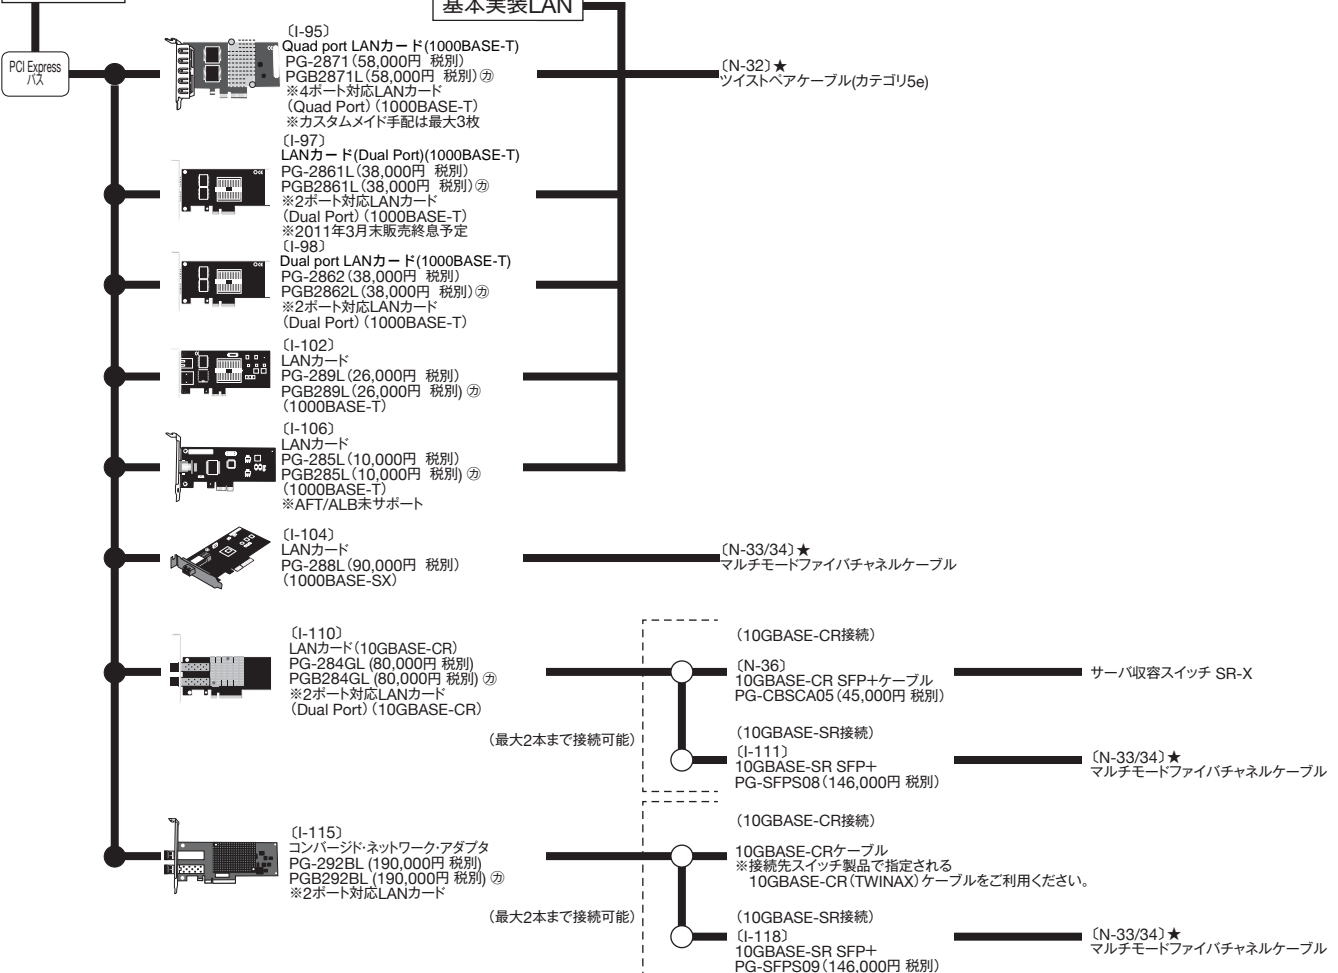 基本実装LAN
PCI Express
バス
〔I-95〕
Quad port LANカード(1000BASE-T)
PG-2871(58,000円 税別)
PGB2871L(58,000円 税別)㋕
※4ポート対応LANカード
(Quad Port)(1000BASE-T)
※カスタムメイド手配は最大3枚
〔N-32〕★
ツイストペアケーブル(カテゴリ5e)
〔I-97〕
LANカード(Dual Port)(1000BASE-T)
PG-2861L(38,000円 税別)
PGB2861L(38,000円 税別)㋕
※2ポート対応LANカード
(Dual Port)(1000BASE-T)
※2011年3月末販売終息予定
〔I-98〕
Dual port LANカード(1000BASE-T)
PG-2862(38,000円 税別)
PGB2862L(38,000円 税別)㋕
※2ポート対応LANカード
(Dual Port)(1000BASE-T)
〔I-102〕
LANカード
PG-289L(26,000円 税別)
PGB289L(26,000円 税別)㋕
(1000BASE-T)
〔I-106〕
LANカード
PG-285L(10,000円 税別)
PGB285L(10,000円 税別)㋕
(1000BASE-T)
※AFT/ALB未サポート
〔I-104〕
LANカード
PG-288L(90,000円 税別)
(1000BASE-SX)
〔N-33/34〕★
マルチモードファイバチャネルケーブル
〔I-110〕
LANカード(10GBASE-CR)
PG-284GL(80,000円 税別)
PGB284GL(80,000円 税別)㋕
※2ポート対応LANカード
(Dual Port)(10GBASE-CR)
(最大2本まで接続可能)
(10GBASE-CR接続)
〔N-36〕
10GBASE-CR SFP+ケーブル
PG-CBSCA05(45,000円 税別)
サーバ収容スイッチ SR-X
(10GBASE-SR接続)
〔I-111〕
10GBASE-SR SFP+
PG-SFPS08(146,000円 税別)
〔N-33/34〕★
マルチモードファイバチャネルケーブル
〔I-115〕
コンバージド・ネットワーク・アダプタ
PG-292BL(190,000円 税別)
PGB292BL(190,000円 税別)㋕
※2ポート対応LANカード
(最大2本まで接続可能)
(10GBASE-CR接続)
10GBASE-CRケーブル
※接続先スイッチ製品で指定される
10GBASE-CR(TWINAX)ケーブルをご利用ください。
(10GBASE-SR接続)
〔I-118〕
10GBASE-SR SFP+
PG-SFPS09(146,000円 税別)
〔N-33/34〕★
マルチモードファイバチャネルケーブル